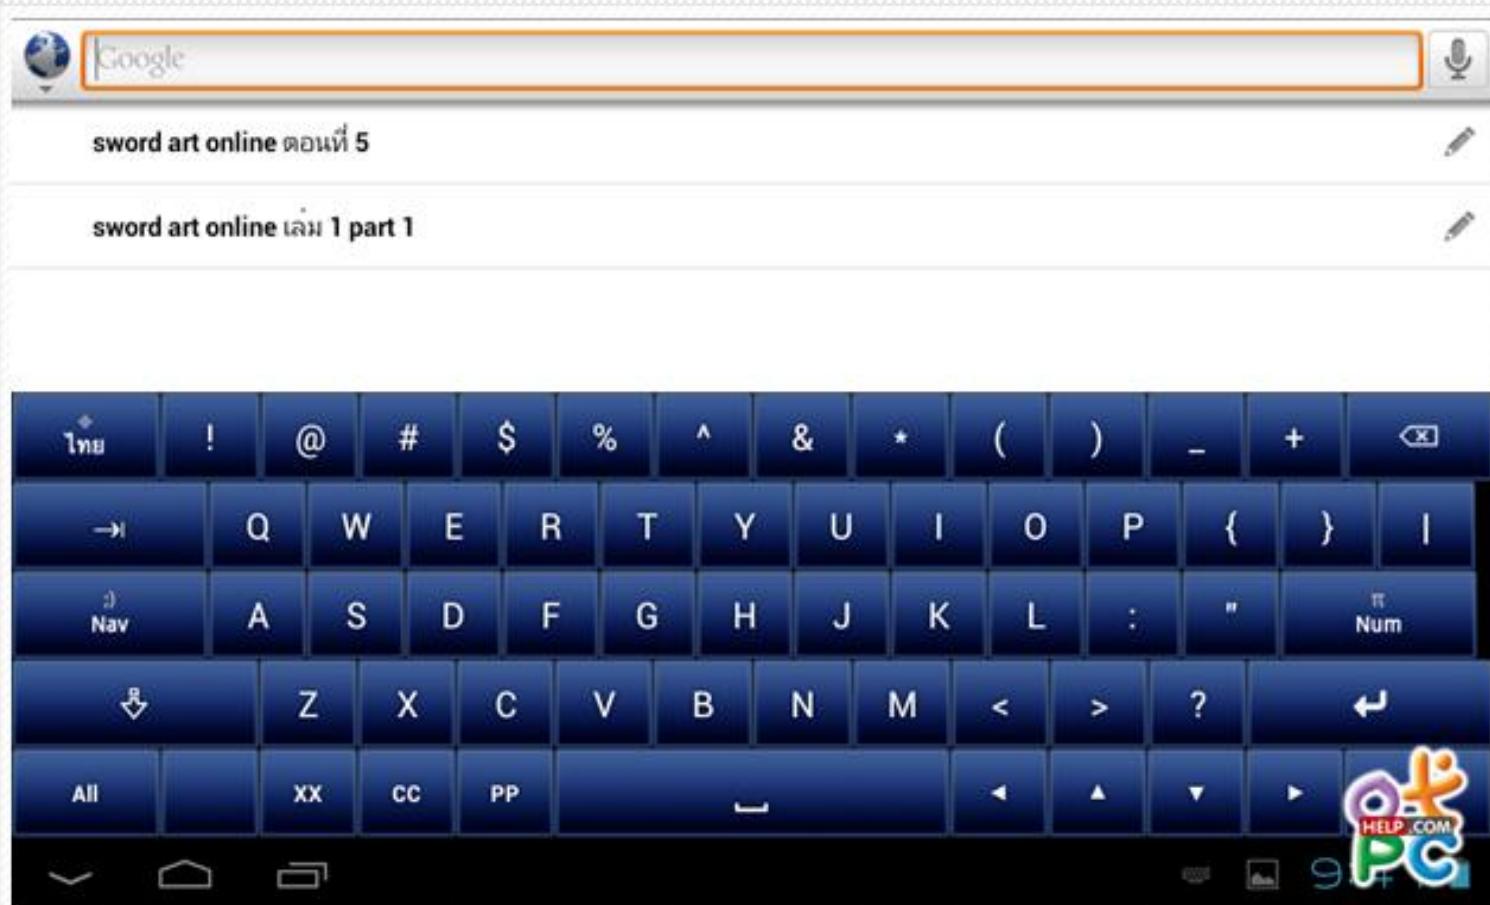 Google
sword art online ตอนที่ 5
sword art online เล่ม 1 part 1
ไทย ! @ # $ % ^ & * ( ) _ +
Q W E R T Y U I O P { } |
:) Nav A S D F G H J K L : " π Num
Z X C V B N M < > ?
All XX CC PP
HELP.COM
PC